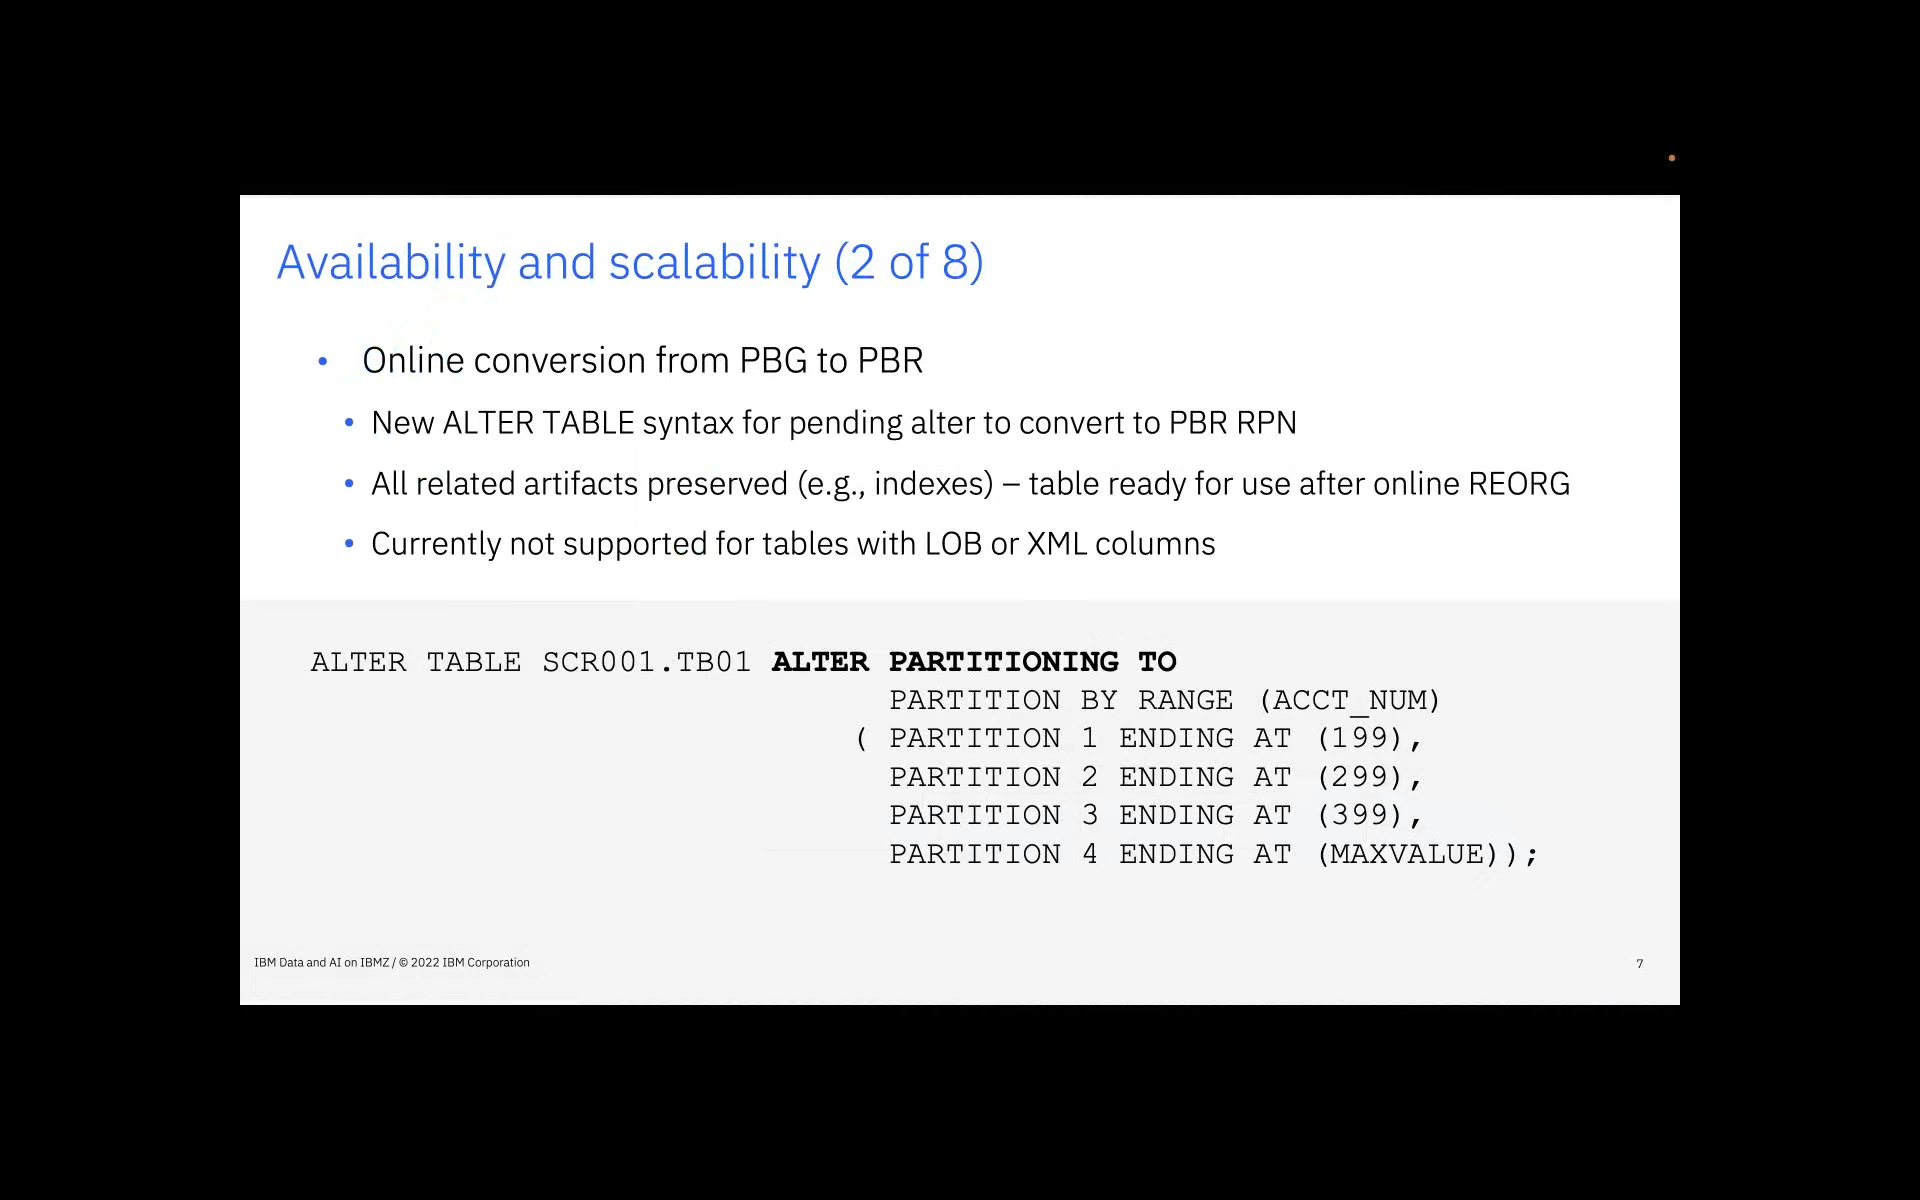 Availability and scalability (2 of 8)
• Online conversion from PBG to PBR
• New ALTER TABLE syntax for pending alter to convert to PBR RPN
• All related artifacts preserved (e.g., indexes) – table ready for use after online REORG
• Currently not supported for tables with LOB or XML columns
ALTER TABLE SCR001.TB01 ALTER PARTITIONING TO
PARTITION BY RANGE (ACCT_NUM)
( PARTITION 1 ENDING AT (199),
PARTITION 2 ENDING AT (299),
PARTITION 3 ENDING AT (399),
PARTITION 4 ENDING AT (MAXVALUE));
IBM Data and AI on IBMZ / © 2022 IBM Corporation
7